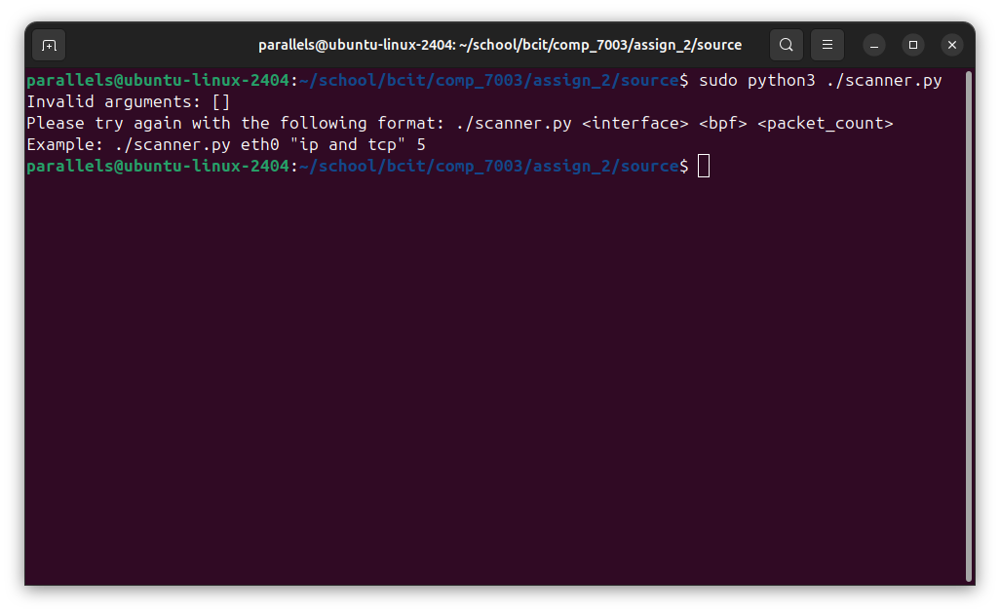 parallels@ubuntu-linux-2404: ~/school/bcit/comp_7003/assign_2/source
parallels@ubuntu-linux-2404:~/school/bcit/comp_7003/assign_2/source$ sudo python3 ./scanner.py
Invalid arguments: []
Please try again with the following format: ./scanner.py <interface> <bpf> <packet_count>
Example: ./scanner.py eth0 "ip and tcp" 5
parallels@ubuntu-linux-2404:~/school/bcit/comp_7003/assign_2/source$